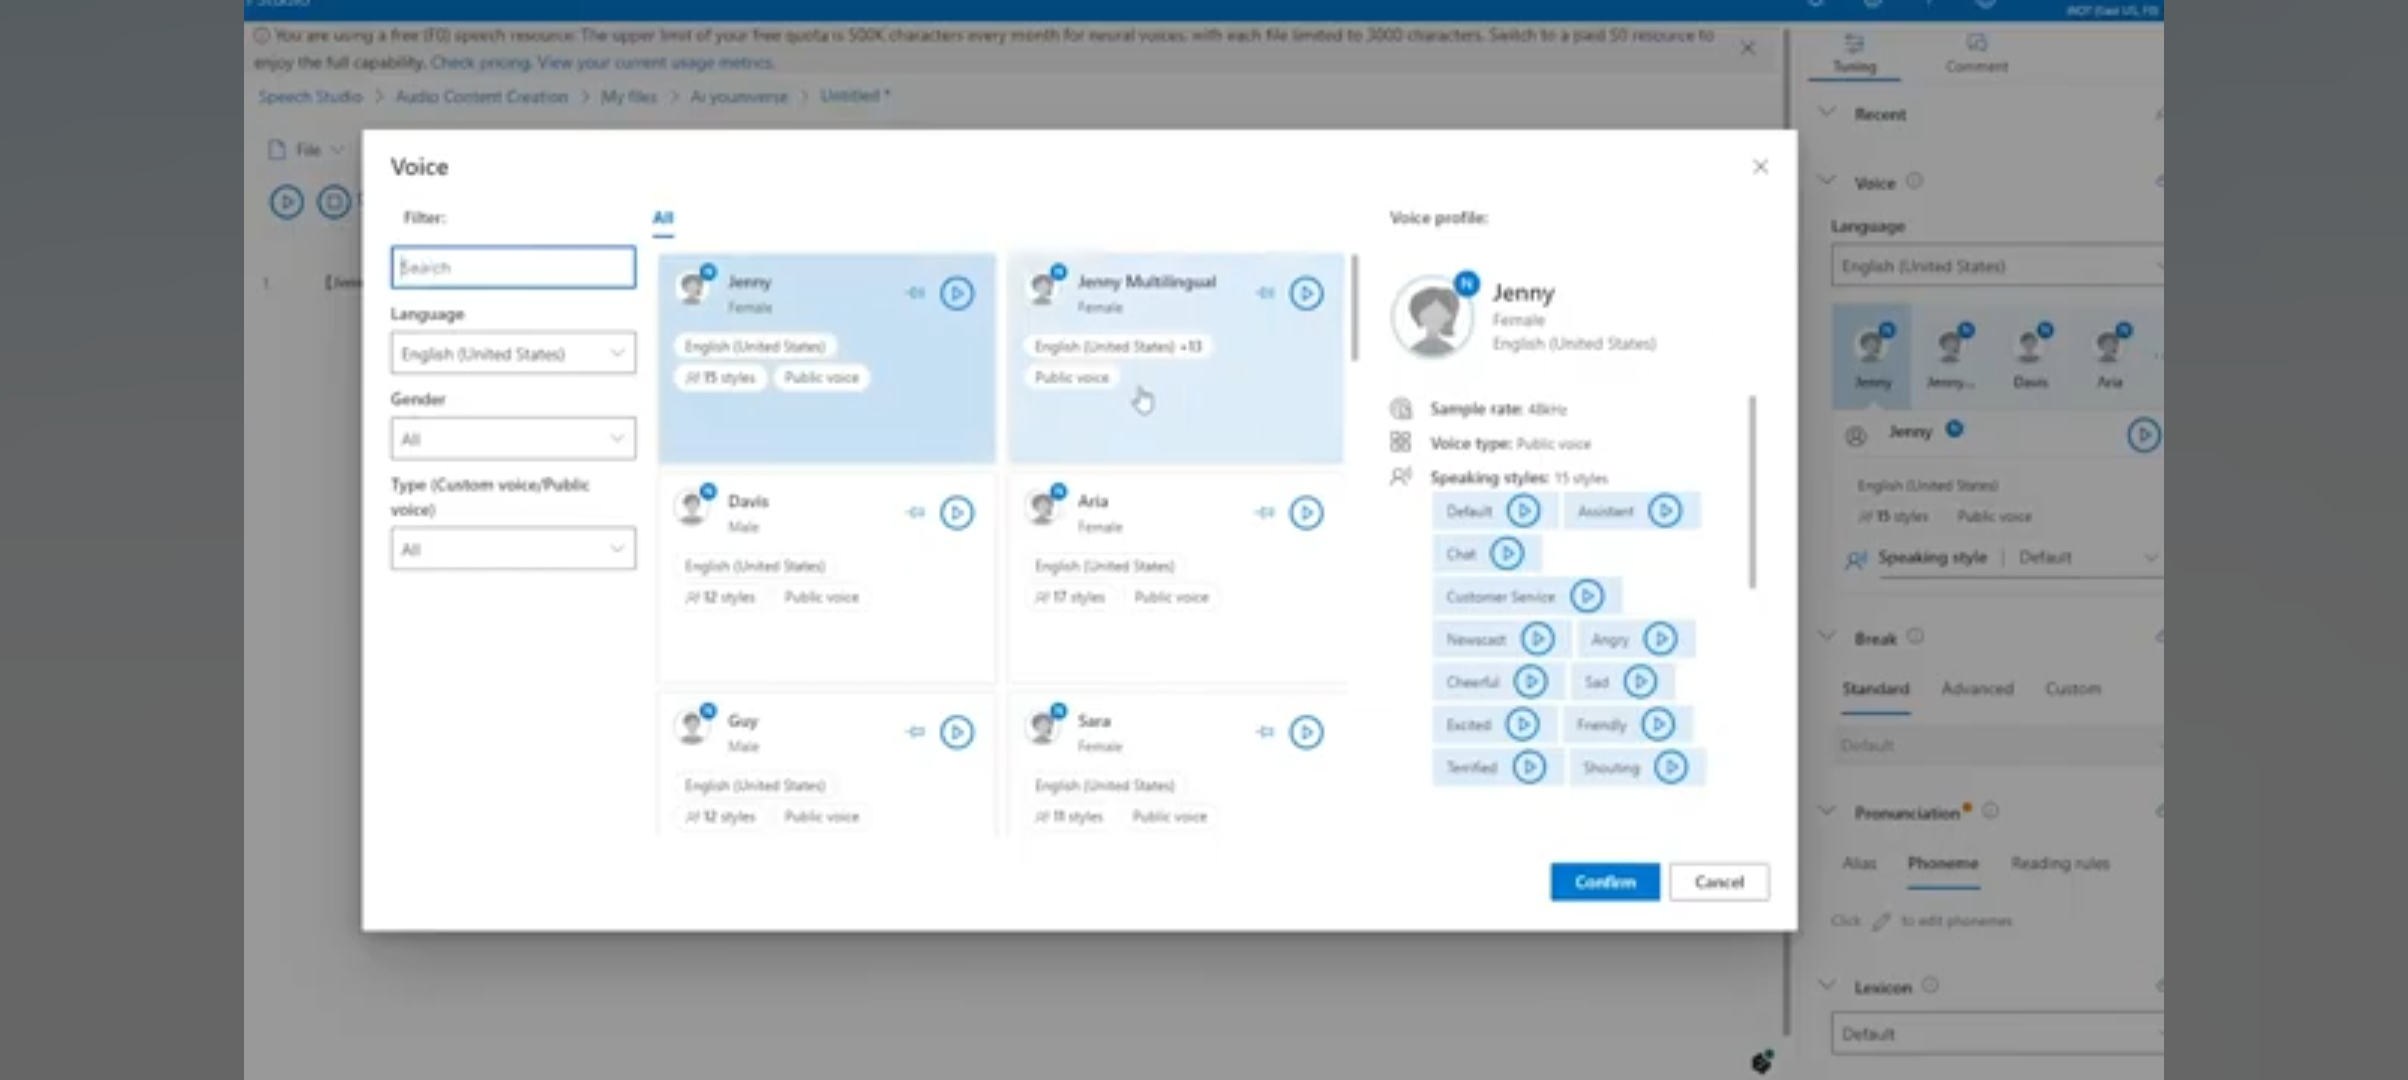 You are using a free (F0) speech resource. The upper limit of your free quota is 500K characters every month for neural voices, with each file limited to 3000 characters. Switch to a paid S0 resource to
enjoy the full capability. Check pricing. View your current usage metrics.
Speech Studio > Audio Content Creation > My files > Ai youniverse > Untitled *
File
1
Voice
Filter:
Search
Language
English (United States)
Gender
All
Type (Custom voice/Public
voice)
All
All
Jenny
Female
English (United States)
15 styles
Public voice
Jenny Multilingual
Female
English (United States) +13
Public voice
Davis
Male
English (United States)
12 styles
Public voice
Aria
Female
English (United States)
17 styles
Public voice
Guy
Male
English (United States)
12 styles
Public voice
Sara
Female
English (United States)
11 styles
Public voice
Voice profile:
N
Jenny
Female
English (United States)
Sample rate: 48kHz
Voice type: Public voice
Speaking styles: 15 styles
Default
Assistant
Chat
Customer Service
Newscast
Angry
Cheerful
Sad
Excited
Friendly
Terrified
Shouting
Confirm
Cancel
Tuning
Comment
Recent
Voice
Language
English (United States)
Jenny
Jenny...
Davis
Aria
Jenny
English (United States)
15 styles
Public voice
Speaking style | Default
Break
Standard
Advanced
Custom
Default
Pronunciation
Alias
Phoneme
Reading rules
Click to edit phonemes
Lexicon
Default